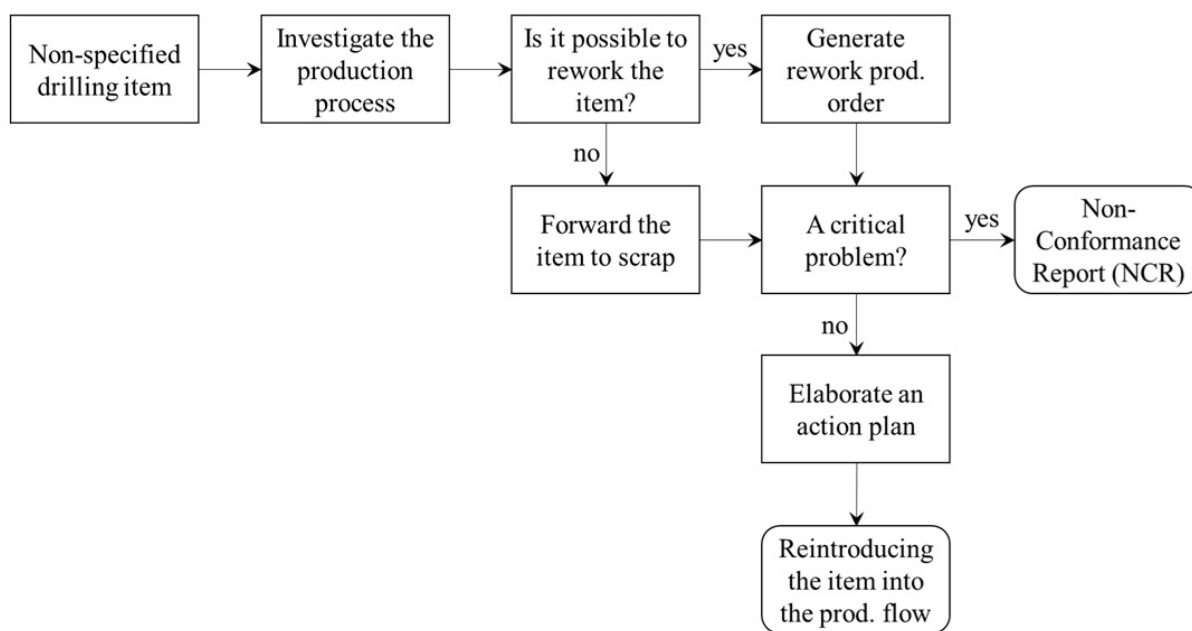 Non-specified
drilling item
Investigate the
production
process
Is it possible to
rework the
item?
yes
Generate
rework prod.
order
no
Forward the
item to scrap
A critical
problem?
yes
Non-
Conformance
Report (NCR)
no
Elaborate an
action plan
Reintroducing
the item into
the prod. flow